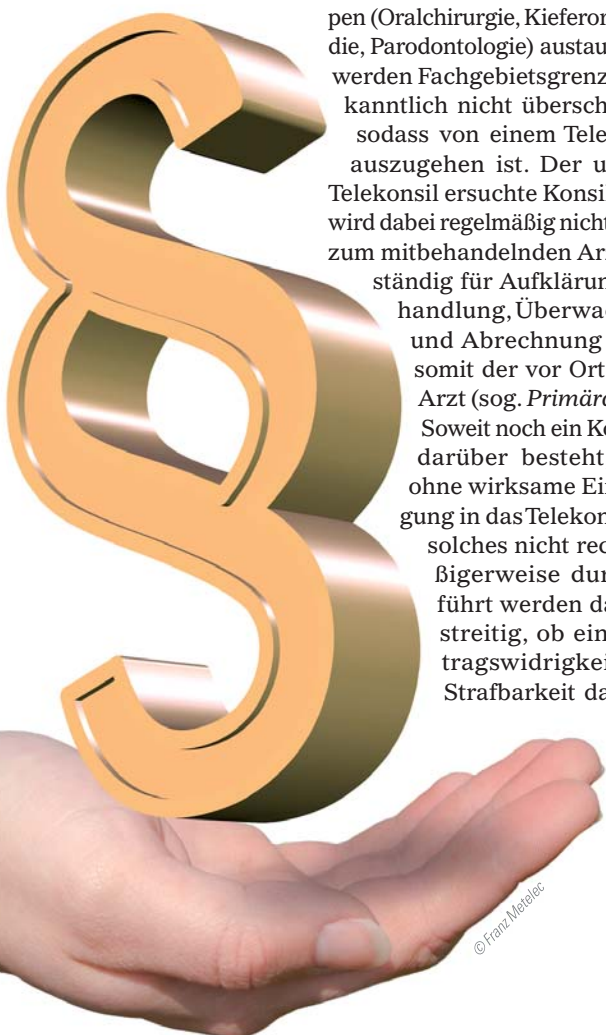 pen (Oralchirurgie, Kieferor
die, Parodontologie) austau
werden Fachgebietsgrenz
kanntlich nicht übersch
sodass von einem Tele
auszugehen ist. Der u
Telekonsil ersuchte Konsi
wird dabei regelmäßig nicht
zum mitbehandelnden Ar
ständig für Aufklärun
handlung, Überwa
und Abrechnung
somit der vor Ort
Arzt (sog. Primära
Soweit noch ein Ko
darüber besteht
ohne wirksame Ein
gung in das Telekon
solches nicht rec
ßigerweise dur
führt werden da
streitig, ob ein
tragswidrigkei
Strafbarkeit da
© Franz Metelec